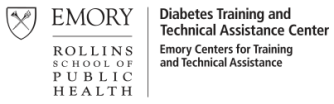 EMORY
ROLLINS
SCHOOL OF
PUBLIC
HEALTH
Diabetes Training and
Technical Assistance Center
Emory Centers for Training
and Technical Assistance